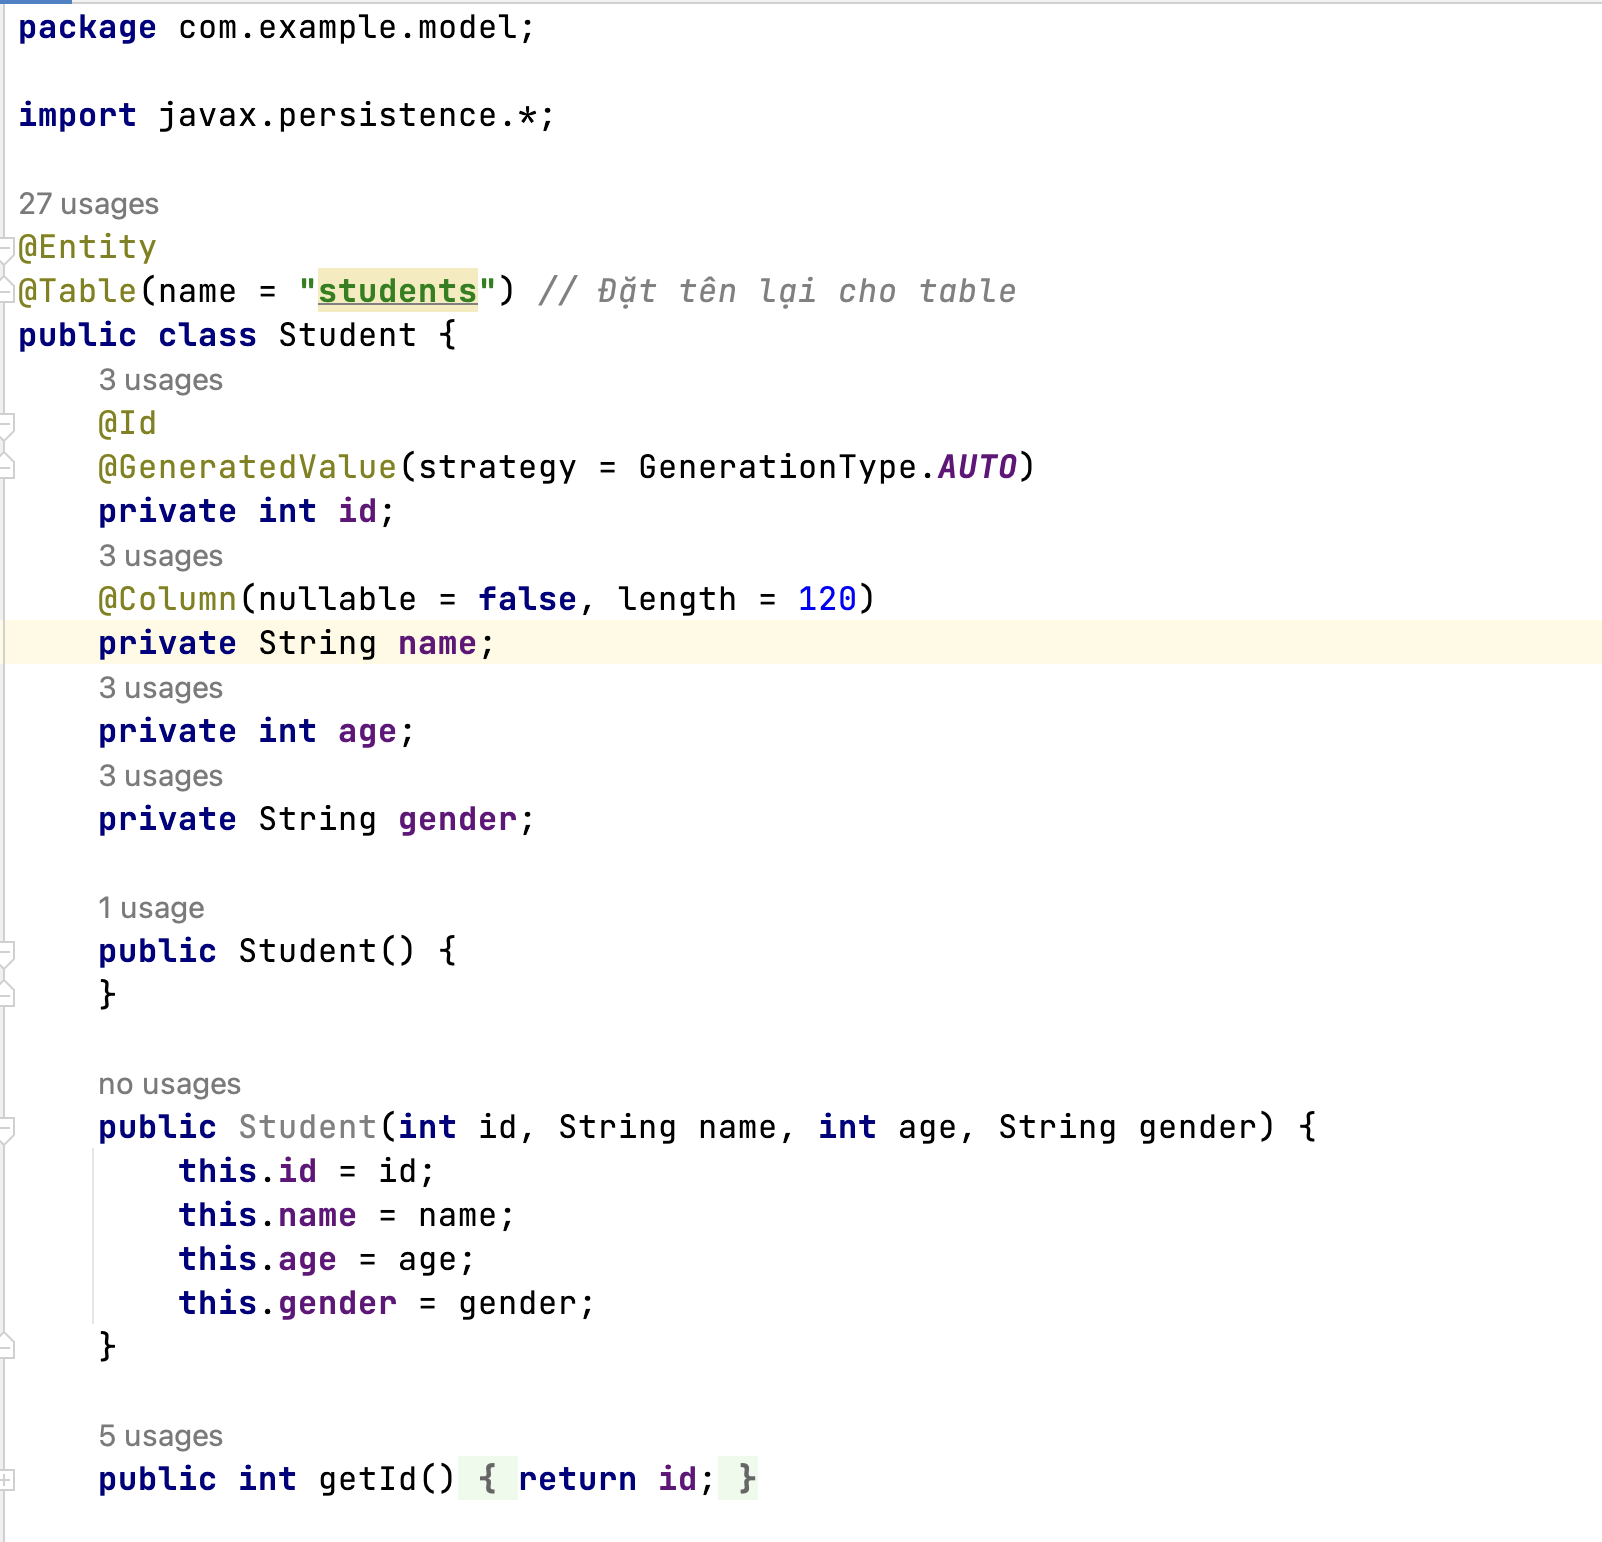 package com.example.model;
import javax.persistence.*;
27 usages
@Entity
@Table(name = "students") // Đặt tên lại cho table
public class Student {
3 usages
@Id
@GeneratedValue(strategy = GenerationType.AUTO)
private int id;
3 usages
@Column(nullable = false, length = 120)
private String name;
3 usages
private int age;
3 usages
private String gender;
1 usage
public Student() {
}
no usages
public Student(int id, String name, int age, String gender) {
this.id = id;
this.name = name;
this.age = age;
this.gender = gender;
}
5 usages
public int getId() { return id; }